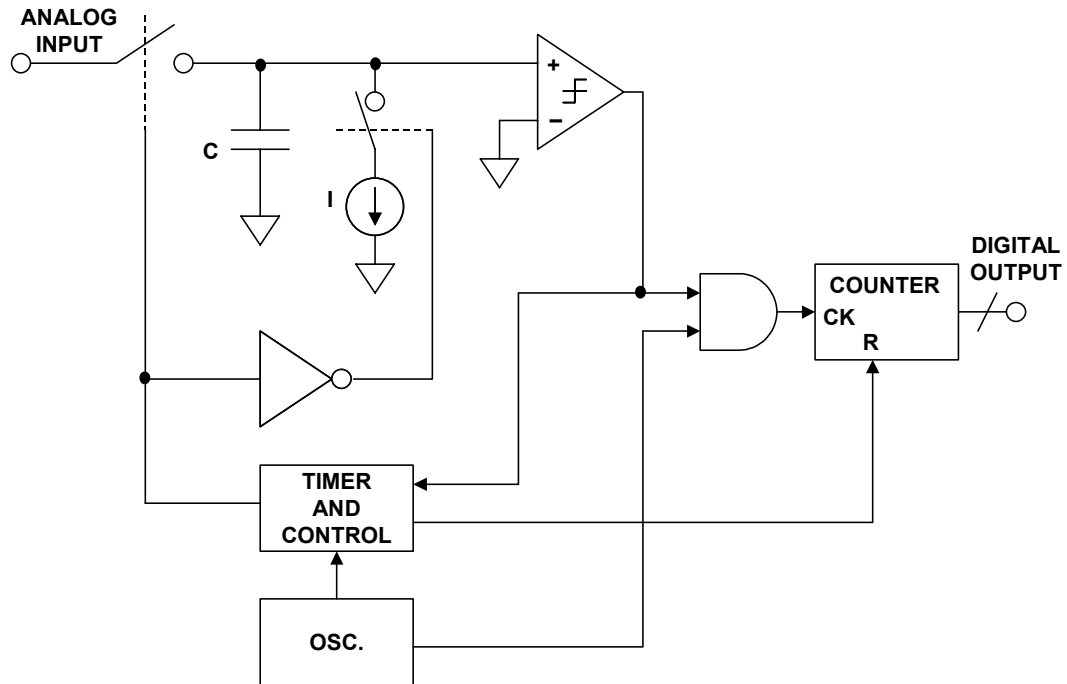 ANALOG
INPUT
+
−
C
I
DIGITAL
OUTPUT
COUNTER
CK
R
TIMER
AND
CONTROL
OSC.